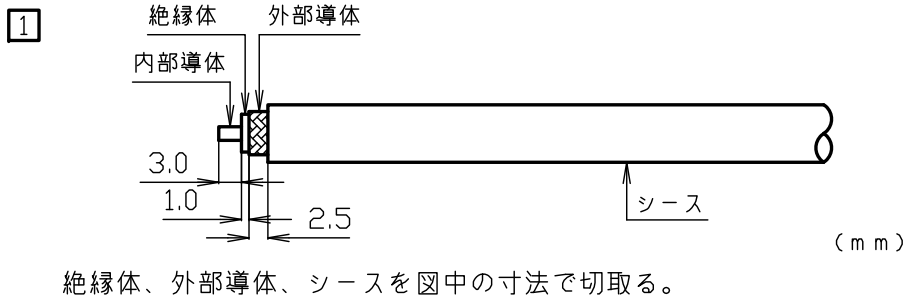 1
絶縁体 外部導体
内部導体
3.0
1.0
2.5
シース
(mm)
絶縁体、外部導体、シースを図中の寸法で切取る。